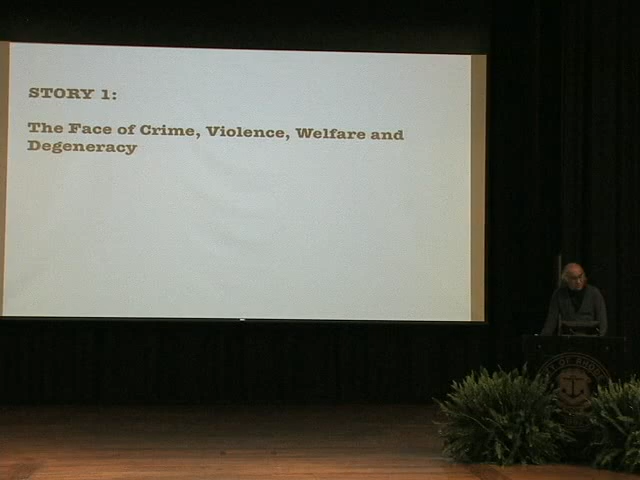 STORY 1:
The Face of Crime, Violence, Welfare and
Degeneracy